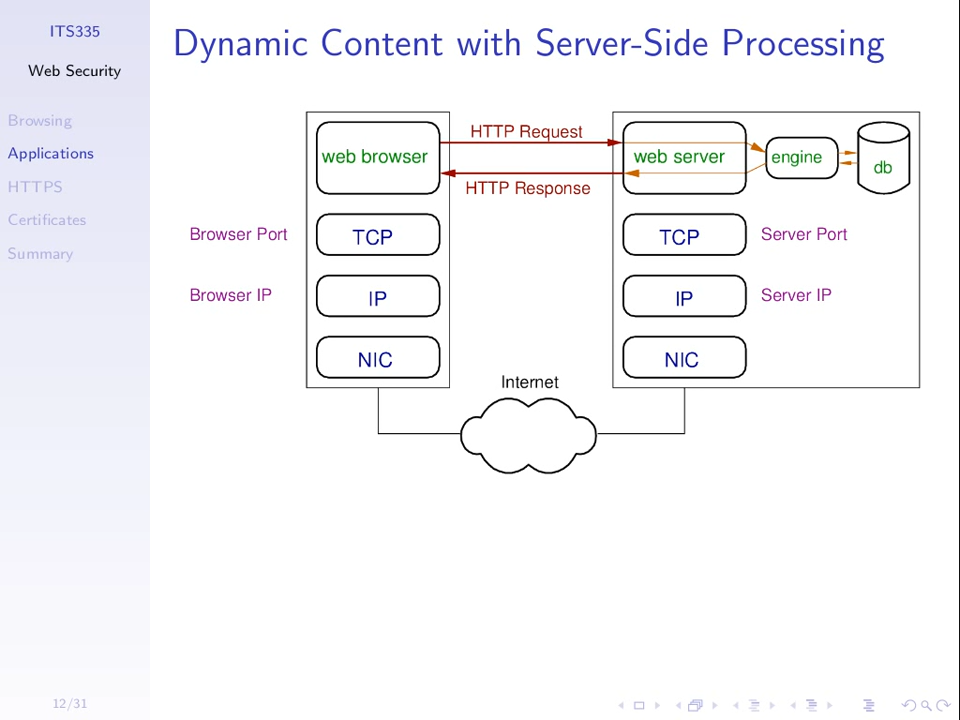 ITS335
Web Security
Browsing
Applications
HTTPS
Certificates
Summary
12/31
Dynamic Content with Server-Side Processing
HTTP Request
web browser
web server
engine
db
HTTP Response
Browser Port
TCP
TCP
Server Port
Browser IP
IP
IP
Server IP
NIC
NIC
Internet